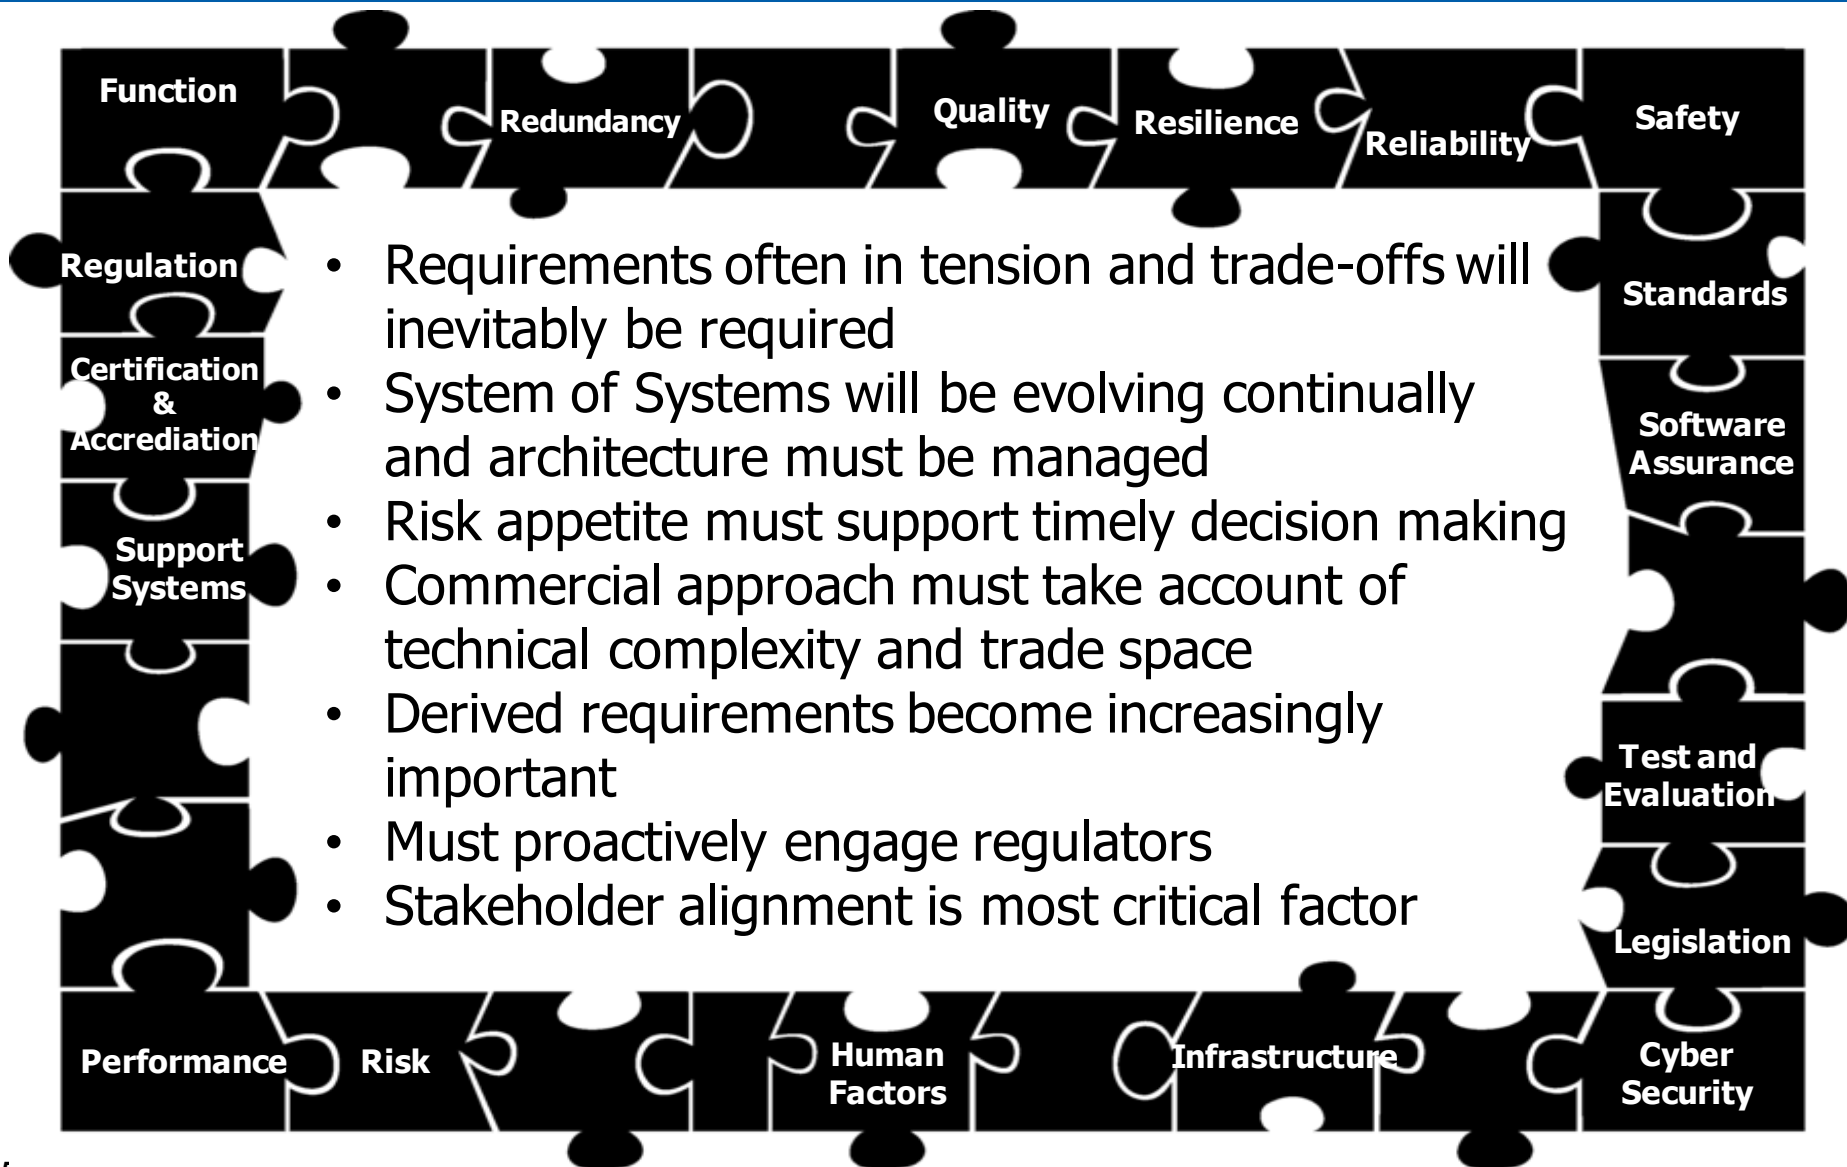 Function
Redundancy
Quality
Resilience
Reliability
Safety
Regulation
Certification
&
Accrediation
Support
Systems
• Requirements often in tension and trade-offs will
inevitably be required
• System of Systems will be evolving continually
and architecture must be managed
• Risk appetite must support timely decision making
• Commercial approach must take account of
technical complexity and trade space
• Derived requirements become increasingly
important
• Must proactively engage regulators
• Stakeholder alignment is most critical factor
Standards
Software
Assurance
Test and
Evaluation
Legislation
Performance
Risk
Human
Factors
Infrastructure
Cyber
Security